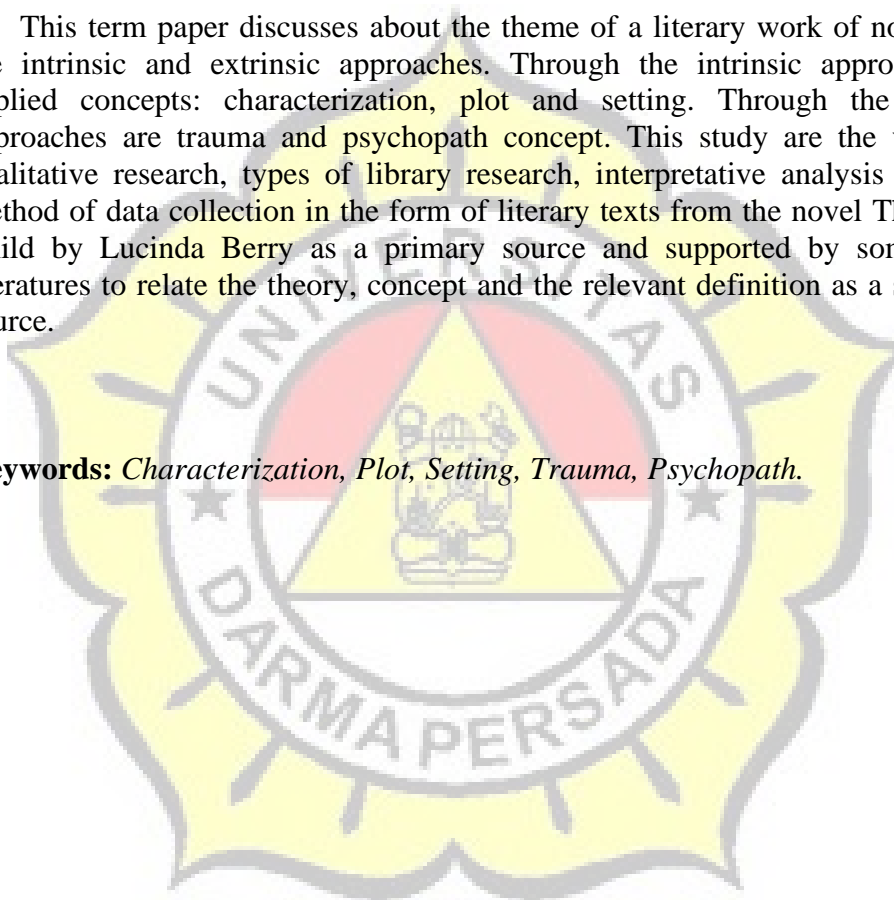 This term paper discusses about the theme of a literary work of no
e intrinsic and extrinsic approaches. Through the intrinsic appro
plied concepts: characterization, plot and setting. Through the
proaches are trauma and psychopath concept. This study are the
alitative research, types of library research, interpretative analysis
ethod of data collection in the form of literary texts from the novel Th
ild by Lucinda Berry as a primary source and supported by son
eratures to relate the theory, concept and the relevant definition as a s
urce.
eywords: Characterization, Plot, Setting, Trauma, Psychopath.
UNIVERSITAS
DARMA PERSADA